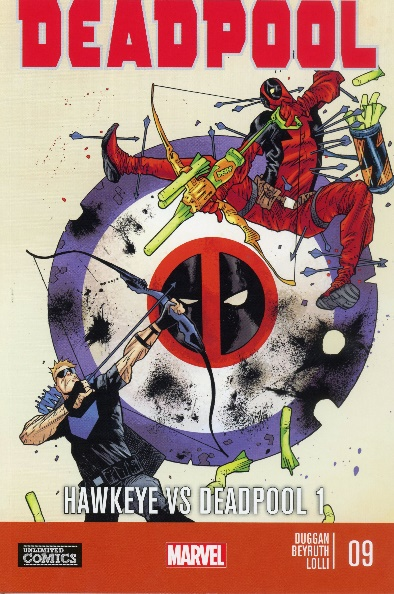 DEADPOOL
HAWKEYE VS DEADPOOL 1
UNLIMITED
COMICS
MARVEL
DUGGAN
BEYRUTH
LOLLI
09